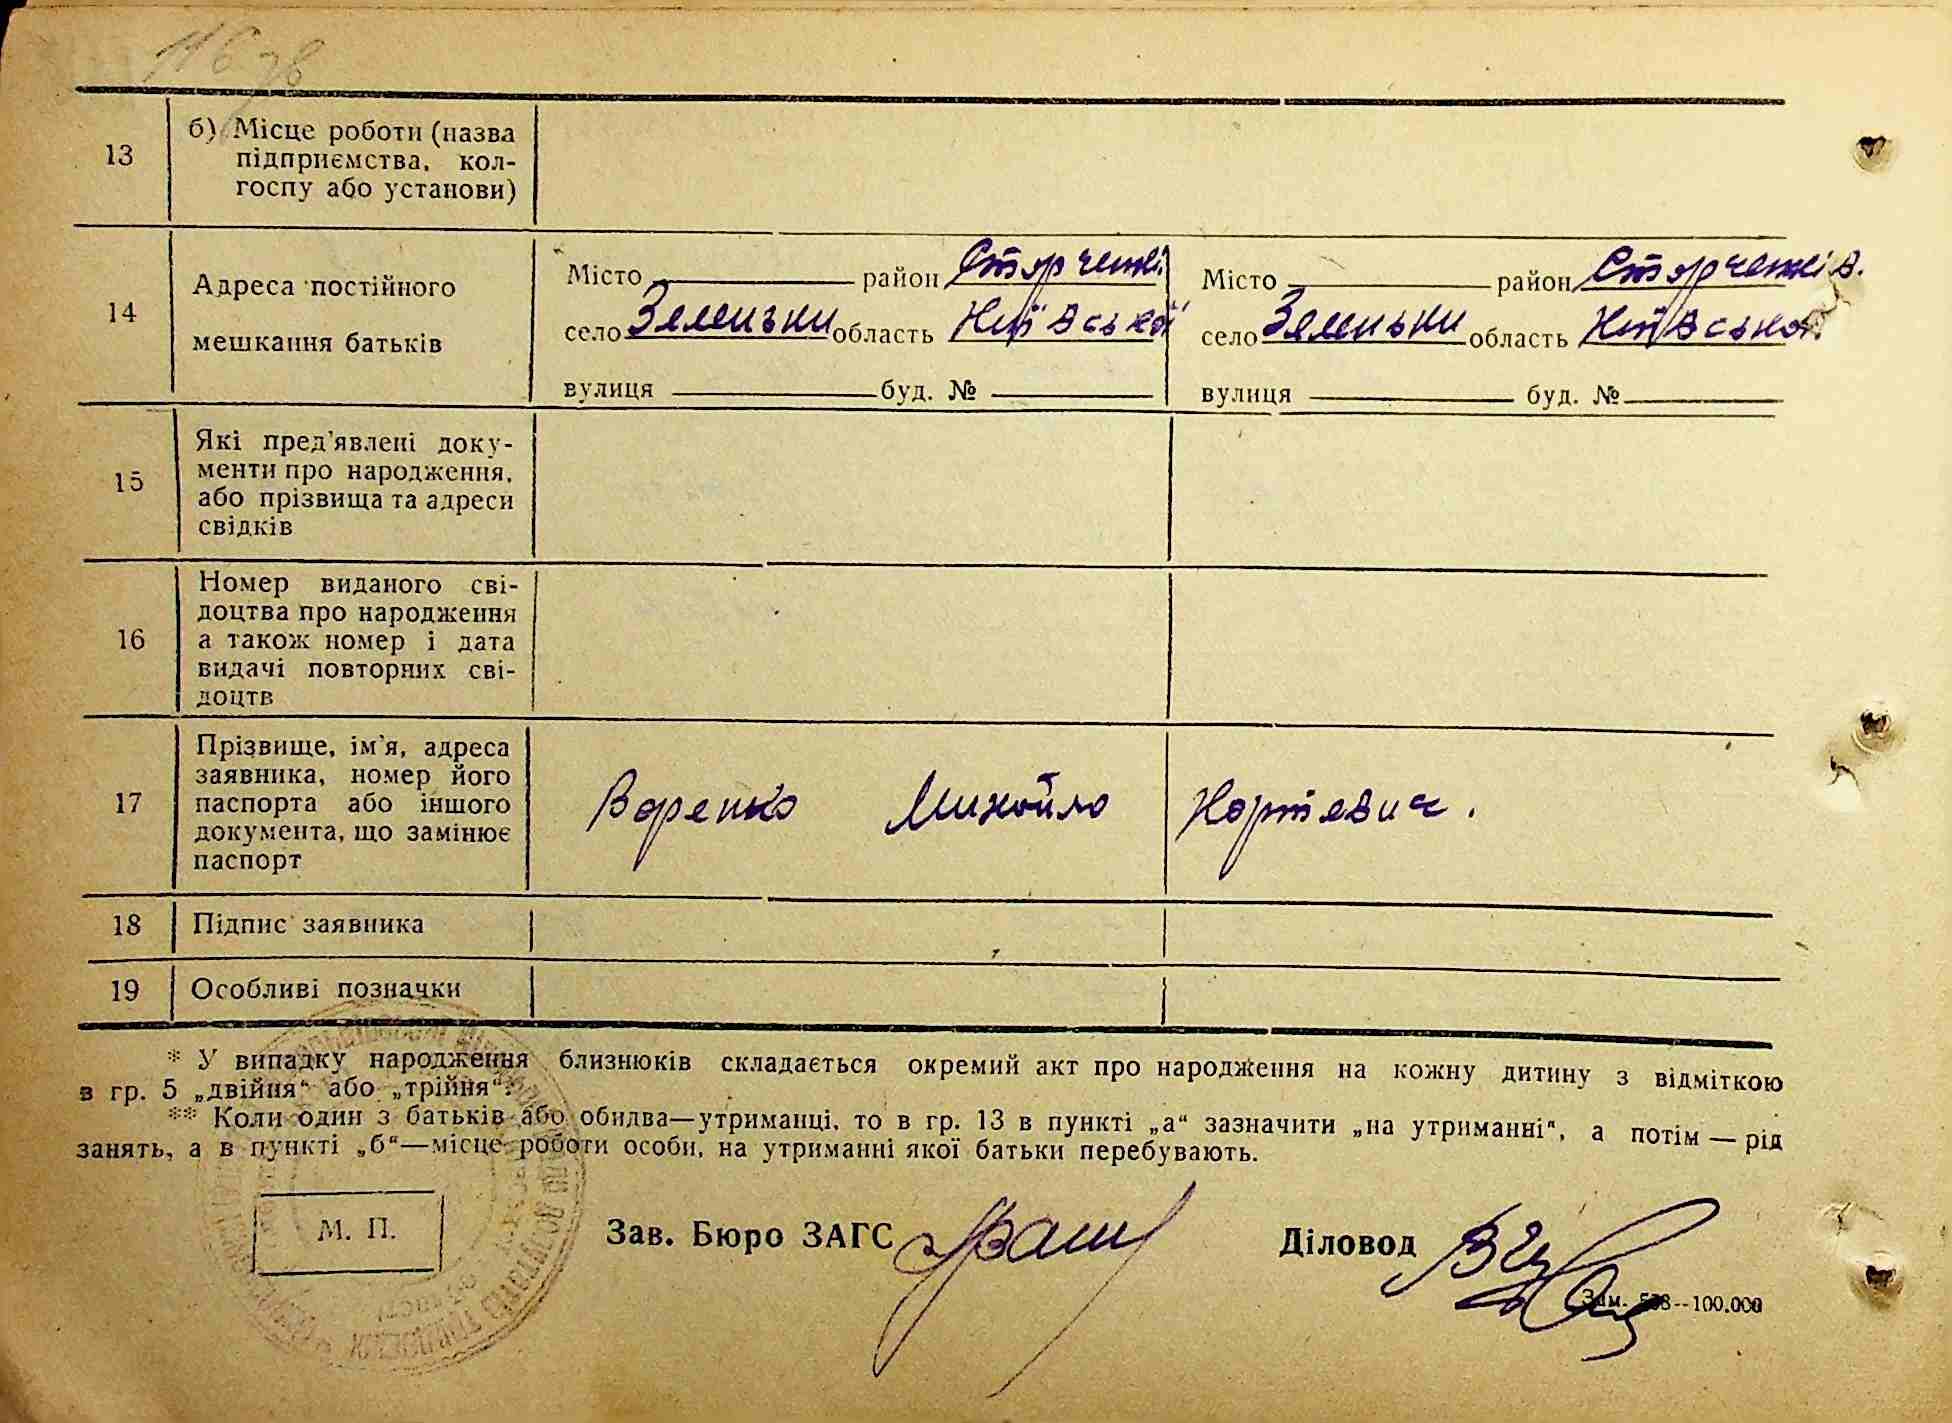 116 зв
13 б) Місце роботи (назва
підприємства, кол-
госпу або установи)
14 Адреса постійного
мешкання батьків
Місто район
село Зеленьки область Київської
вулиця буд. №
Місто район
село Зеленьки область Київської
вулиця буд. №
15 Які пред'явлені доку-
менти про народження,
або прізвища та адреси
свідків
16 Номер виданого сві-
доцтва про народження
а також номер і дата
видачі повторних сві-
доцтв
17 Прізвище, ім'я, адреса
заявника, номер його
паспорта або іншого
документа, що замінює
паспорт
Михойло
18 Підпис заявника
19 Особливі позначки
* У випадку народження близнюків складається окремий акт про народження на кожну дитину з відміткою
в гр. 5 „двійня“ або „трійня“.
** Коли один з батьків або обидва—утриманці, то в гр. 13 в пункті „а“ зазначити „на утриманні“, а потім — рід
занять, а в пункті „б“—місце роботи особи, на утриманні якої батьки перебувають.
М. П.
Зав. Бюро ЗАГС
Діловод
Зам. 508--100.000